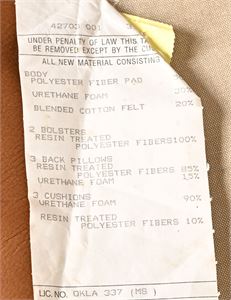 42703 001
UNDER PENALTY OF LAW THIS TA
BE REMOVED EXCEPT BY THE
ALL NEW MATERIAL CONSISTING
BODY
POLYESTER FIBER PAD
URETHANE FOAM 20%
BLENDED COTTON FELT 20%
2 BOLSTERS
RESIN TREATED
POLYESTER FIBERS100%
3 BACK PILLOWS
RESIN TREATED
POLYESTER FIBERS 85%
URETHANE FOAM 15%
3 CUSHIONS
URETHANE FOAM 90%
RESIN TREATED
POLYESTER FIBERS 10%
LIC. NO. OKLA 337 (MS)